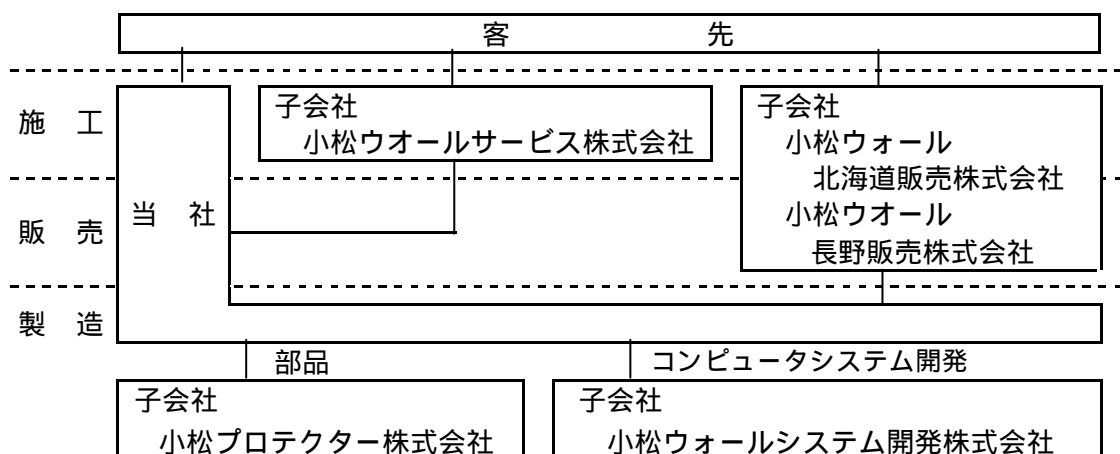 客 先
施 工
子会社
小松ウオールサービス株式会社
子会社
小松ウォール
北海道販売株式会社
小松ウオール
長野販売株式会社
販 売
当 社
製 造
部品
コンピュータシステム開発
子会社
小松プロテクター株式会社
子会社
小松ウォールシステム開発株式会社